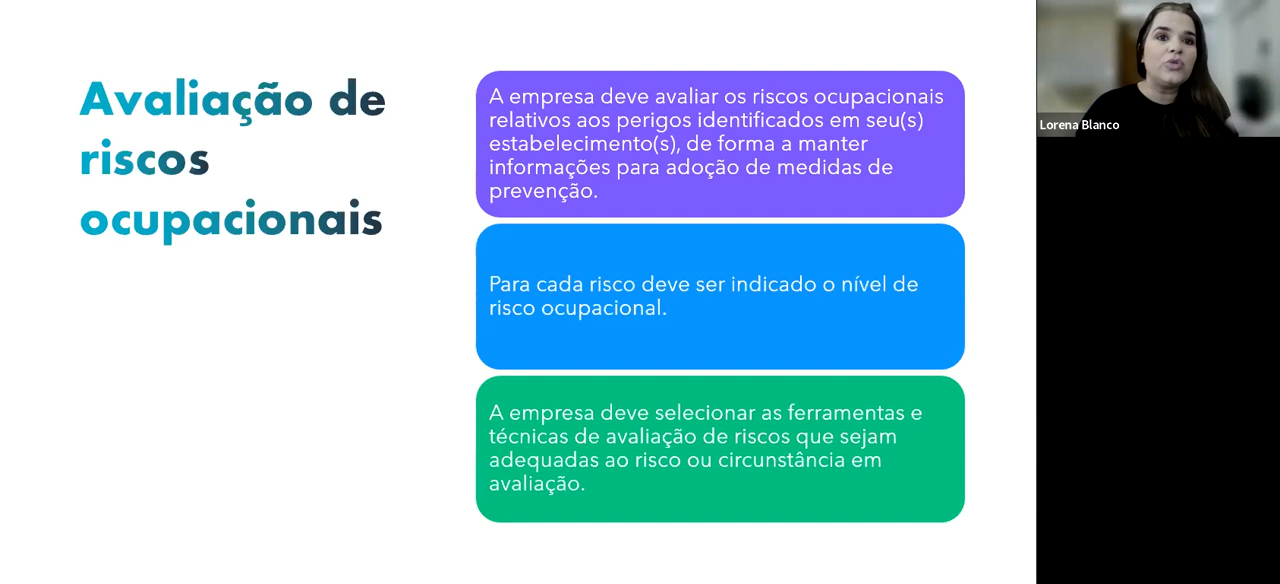 Avaliação de
riscos
ocupacionais
A empresa deve avaliar os riscos ocupacionais
relativos aos perigos identificados em seu(s)
estabelecimento(s), de forma a manter
informações para adoção de medidas de
prevenção.
Para cada risco deve ser indicado o nível de
risco ocupacional.
A empresa deve selecionar as ferramentas e
técnicas de avaliação de riscos que sejam
adequadas ao risco ou circunstância em
avaliação.
Lorena Blanco